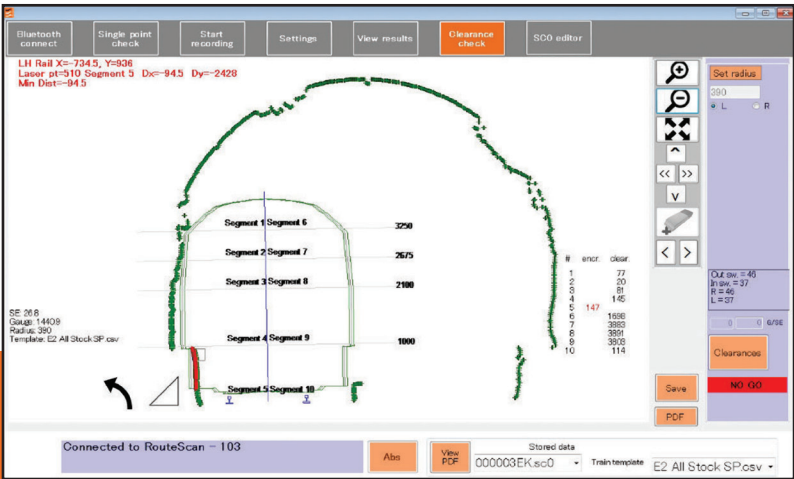 Bluetooth connect
Single point check
Start recording
Settings
View results
Clearance check
SC0 editor
LH Rail X=-734.5, Y=936
Laser pt=510 Segment 5 Dx=-94.5 Dy=-2428
Min Dist=-94.5
Set radius
390
L R
Segment 1 Segment 6 3250
Segment 2 Segment 7 2675
Segment 3 Segment 8 2100
Segment 4 Segment 9 1000
Segment 5 Segment 10
# encr. clear
1 77
2 20
3 81
4 145
5 147
6 1698
7 3883
8 3891
9 3803
10 114
SE: 26.8
Gauge: 1440.9
Radius: 390
Template: E2 All Stock SP.csv
Out sw. = 46
In sw. = 37
R = 46
L = 37
0 0 G/SE
Clearances
NO GO
Save
PDF
Connected to RouteScan - 103
Abs
View PDF
Stored data
000003EK.sc0
Train template
E2 All Stock SP.csv